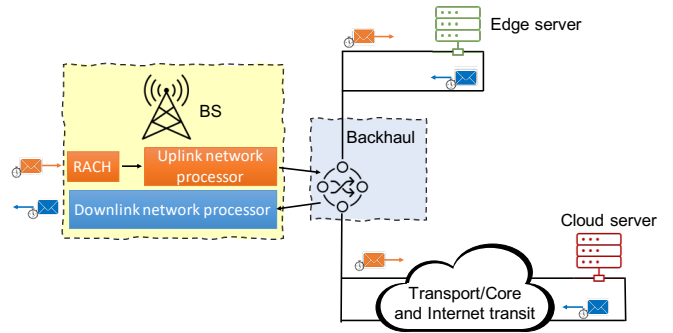 Edge server
BS
Backhaul
RACH
Uplink network
processor
Downlink network processor
Cloud server
Transport/Core
and Internet transit